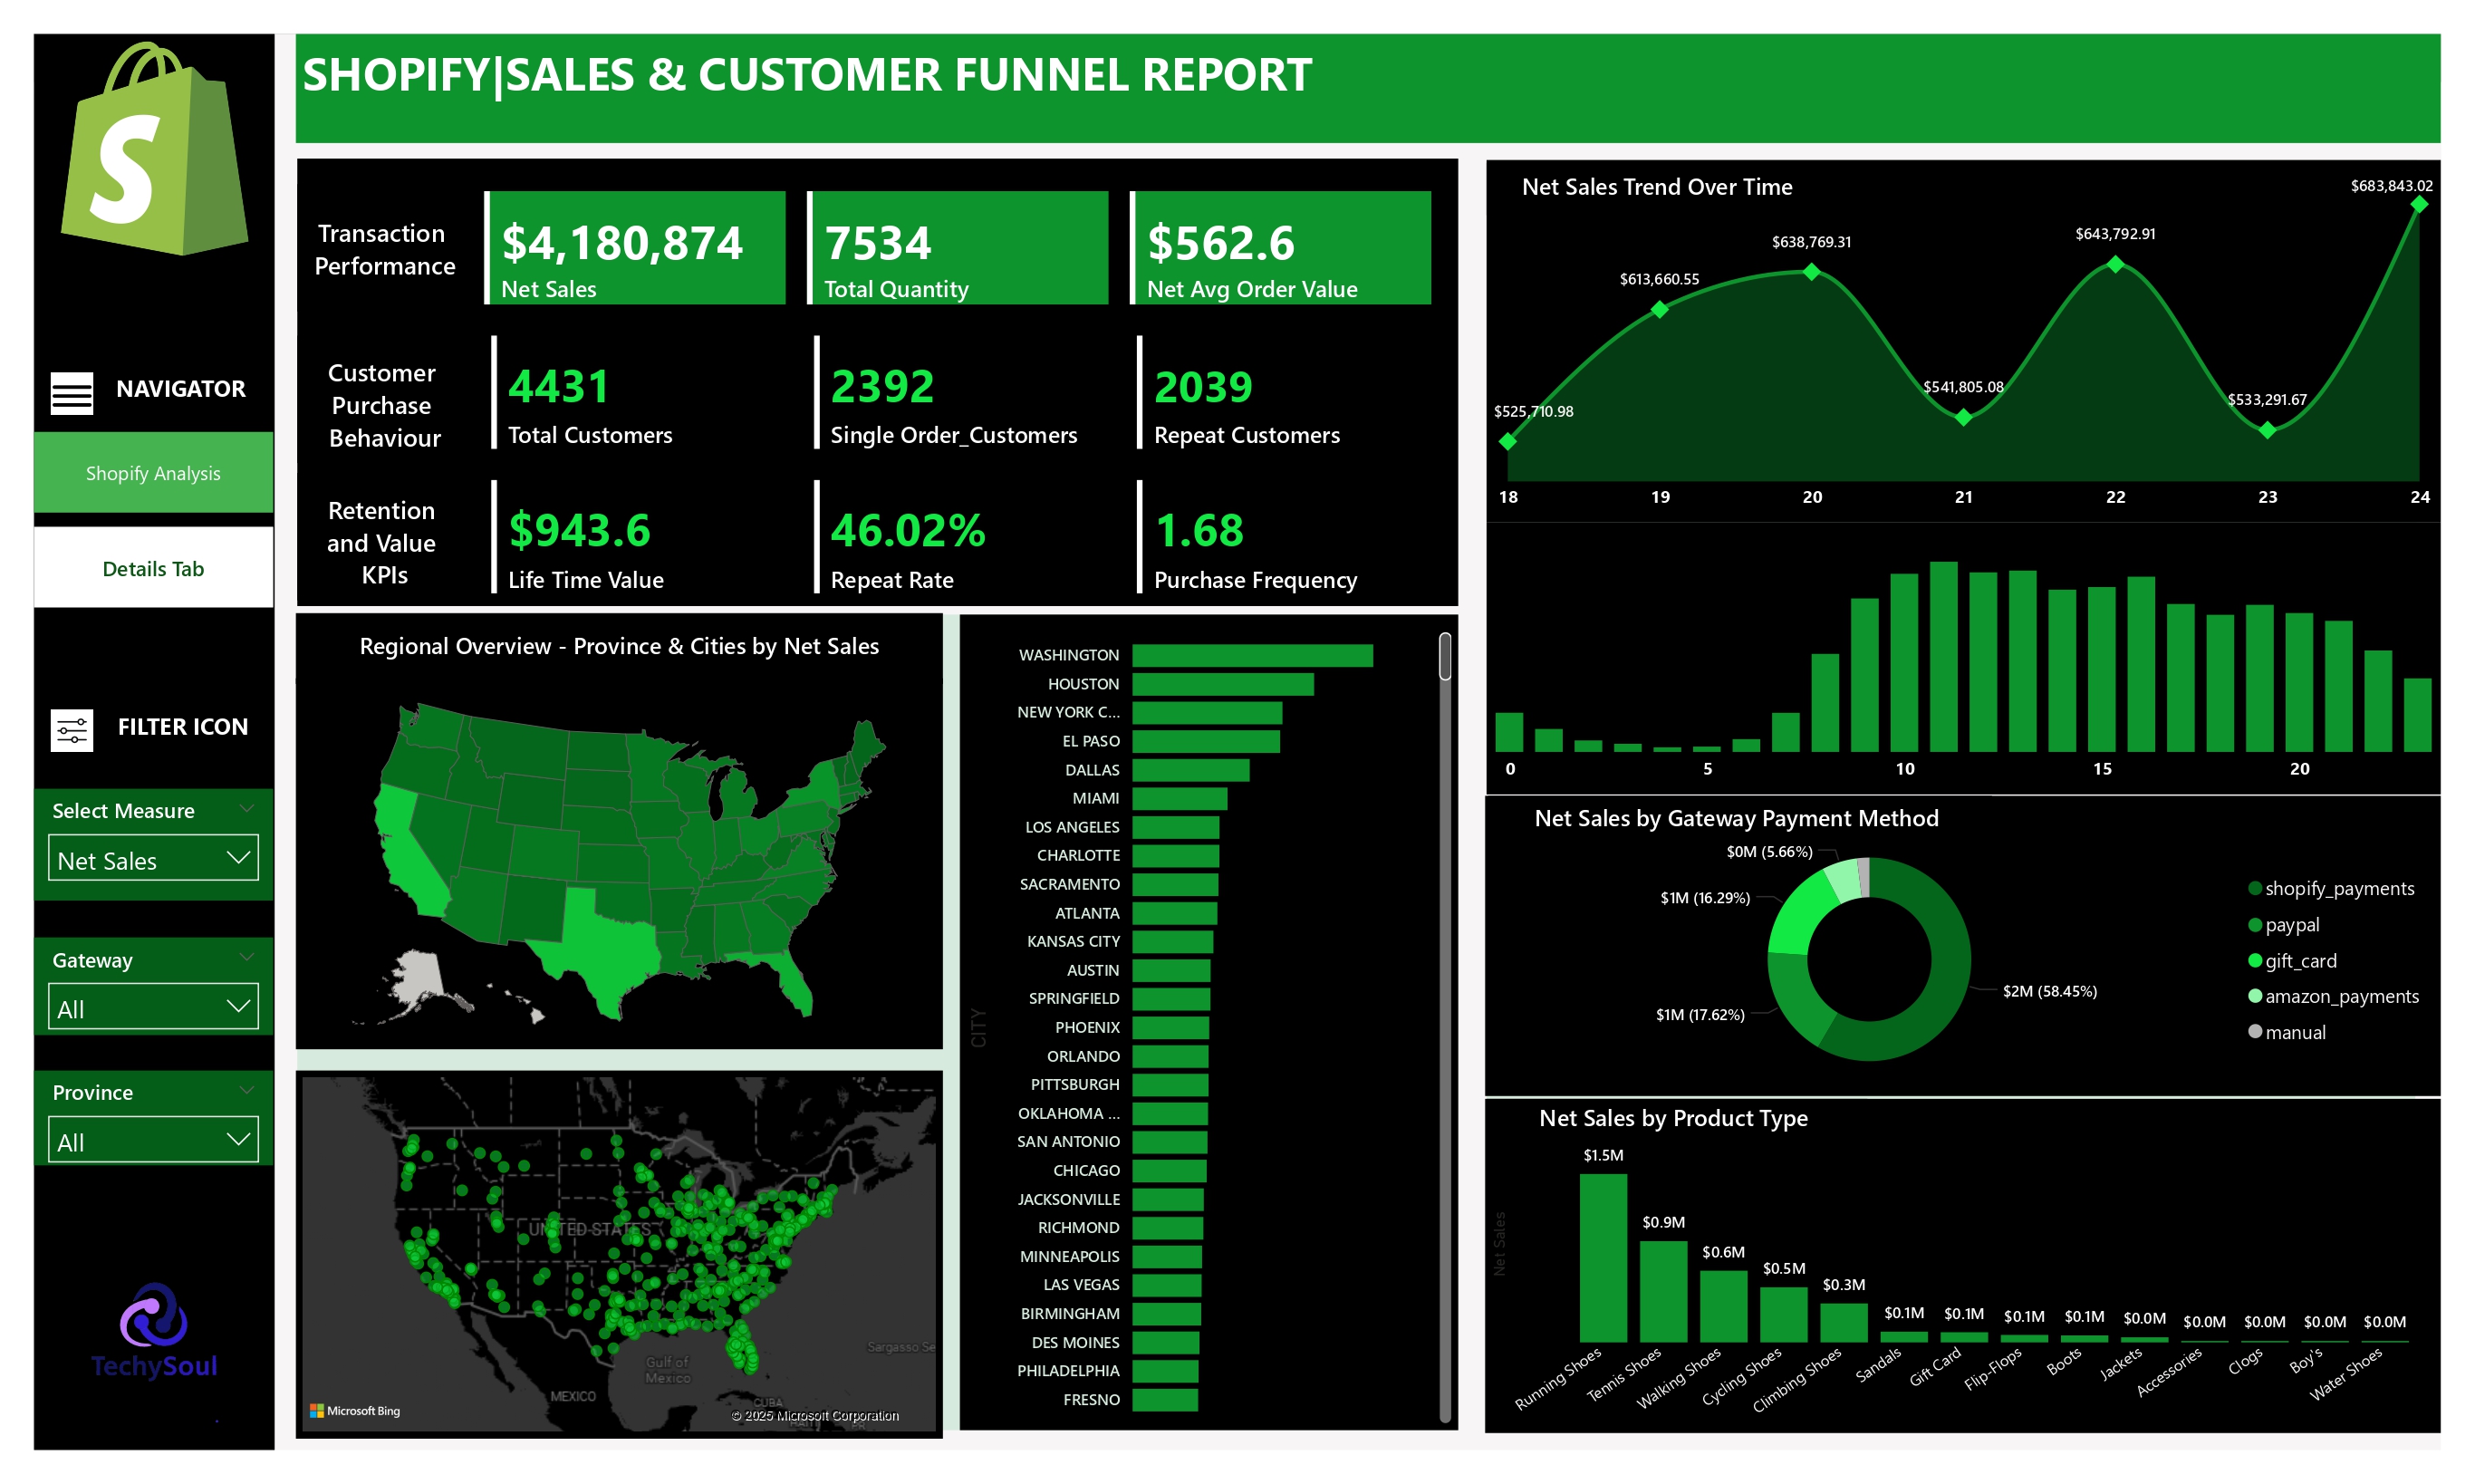 SHOPIFY|SALES & CUSTOMER FUNNEL REPORT
NAVIGATOR
Shopify Analysis
Details Tab
FILTER ICON
Select Measure
Net Sales
Gateway
All
Province
All
TechySoul
Transaction
Performance
$4,180,874
Net Sales
7534
Total Quantity
$562.6
Net Avg Order Value
Customer
Purchase
Behaviour
4431
Total Customers
2392
Single Order_Customers
2039
Repeat Customers
Retention
and Value
KPIs
$943.6
Life Time Value
46.02%
Repeat Rate
1.68
Purchase Frequency
Regional Overview - Province & Cities by Net Sales
UNITED STATES
MEXICO
Gulf of
Mexico
CUBA
Sargasso Se
Microsoft Bing
© 2025 Microsoft Corporation
CITY
WASHINGTON
HOUSTON
NEW YORK C...
EL PASO
DALLAS
MIAMI
LOS ANGELES
CHARLOTTE
SACRAMENTO
ATLANTA
KANSAS CITY
AUSTIN
SPRINGFIELD
PHOENIX
ORLANDO
PITTSBURGH
OKLAHOMA ...
SAN ANTONIO
CHICAGO
JACKSONVILLE
RICHMOND
MINNEAPOLIS
LAS VEGAS
BIRMINGHAM
DES MOINES
PHILADELPHIA
FRESNO
Net Sales Trend Over Time
$525,710.98
$613,660.55
$638,769.31
$541,805.08
$643,792.91
$533,291.67
$683,843.02
18 19 20 21 22 23 24
0 5 10 15 20
Net Sales by Gateway Payment Method
$0M (5.66%)
$1M (16.29%)
$1M (17.62%)
$2M (58.45%)
shopify_payments
paypal
gift_card
amazon_payments
manual
Net Sales by Product Type
Net Sales
$1.5M $0.9M $0.6M $0.5M $0.3M $0.1M $0.1M $0.1M $0.1M $0.0M $0.0M $0.0M $0.0M $0.0M
Running Shoes
Tennis Shoes
Walking Shoes
Cycling Shoes
Climbing Shoes
Sandals
Gift Card
Flip-Flops
Boots
Jackets
Accessories
Clogs
Boy's
Water Shoes